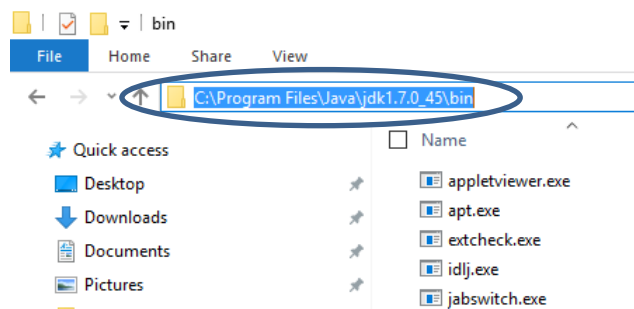 bin
File Home Share View
C:\Program Files\Java\jdk1.7.0_45\bin
Quick access
Desktop
Downloads
Documents
Pictures
Name
appletviewer.exe
apt.exe
extcheck.exe
idlj.exe
jabswitch.exe